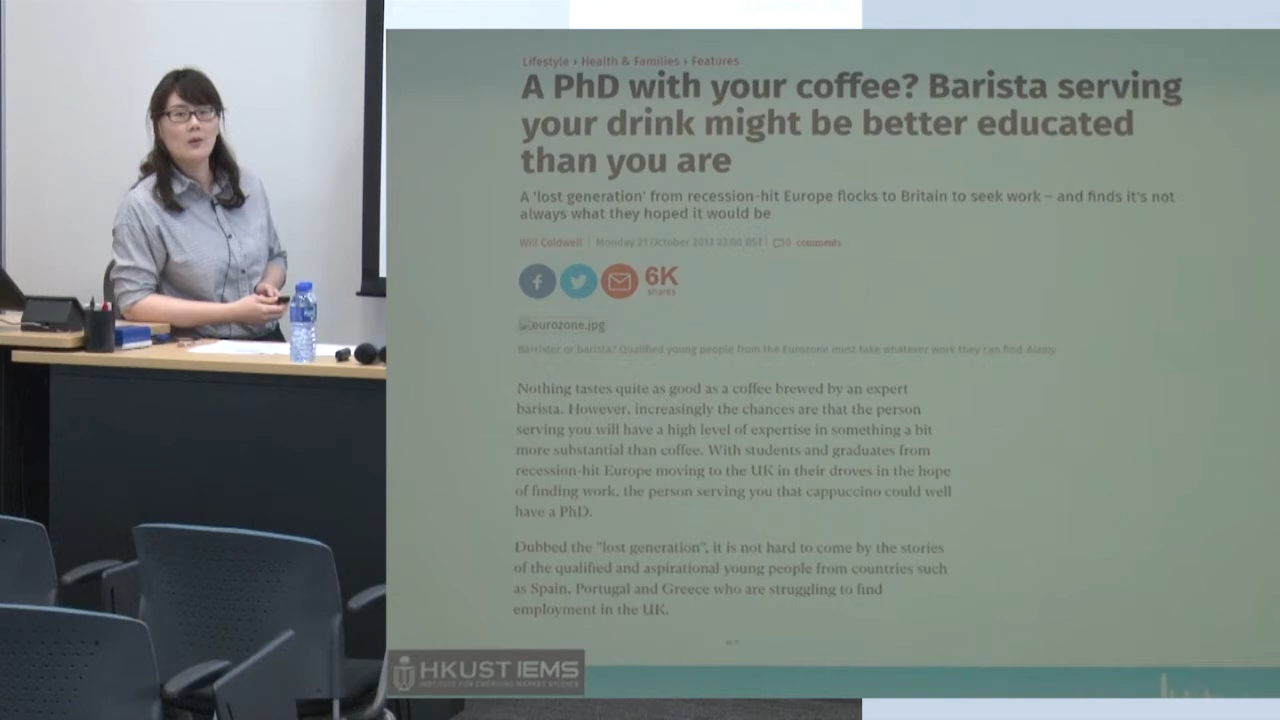 Lifestyle › Health & Families › Features
A PhD with your coffee? Barista serving
your drink might be better educated
than you are
A 'lost generation' from recession-hit Europe flocks to Britain to seek work – and finds it's not
always what they hoped it would be
Will Coldwell | Monday 21 October 2013 23:00 BST | 0 comments
6K
shares
eurozone.jpg
Barrister or barista? Qualified young people from the Eurozone must take whatever work they can find Alamy
Nothing tastes quite as good as a coffee brewed by an expert
barista. However, increasingly the chances are that the person
serving you will have a high level of expertise in something a bit
more substantial than coffee. With students and graduates from
recession-hit Europe moving to the UK in their droves in the hope
of finding work, the person serving you that cappuccino could well
have a PhD.
Dubbed the "lost generation", it is not hard to come by the stories
of the qualified and aspirational young people from countries such
as Spain, Portugal and Greece who are struggling to find
employment in the UK.
HKUST IEMS
INSTITUTE FOR EMERGING MARKET STUDIES